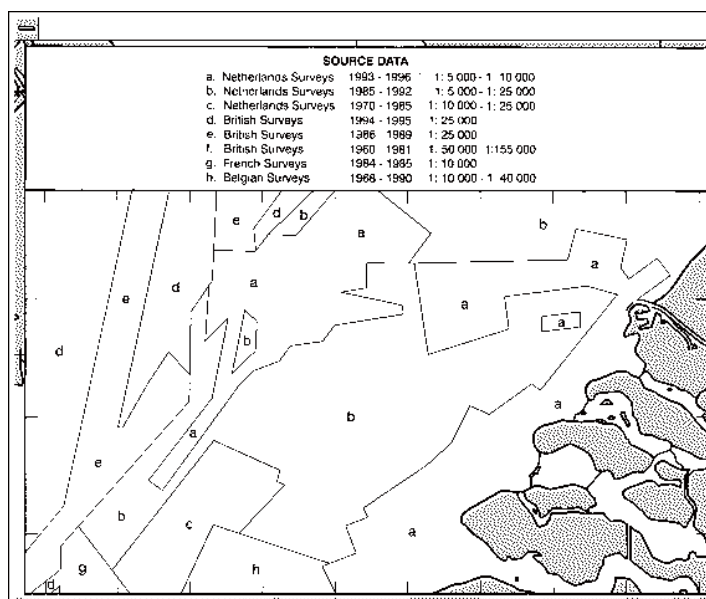 SOURCE DATA
a. Netherlands Surveys 1993 - 1996 1: 5 000 - 1: 10 000
b. Netherlands Surveys 1985 - 1992 1: 5 000 - 1: 25 000
c. Netherlands Surveys 1970 - 1985 1: 10 000 - 1: 25 000
d. British Surveys 1994 - 1995 1: 25 000
e. British Surveys 1986 1989 1: 25 000
f. British Surveys 1960 1981 1: 50 000 1:155 000
g. French Surveys 1984 - 1985 1: 10 000
h. Belgian Surveys 1968 - 1990 1: 10 000 - 1: 40 000
e d b a b
a
d a
e a
a
b
d
b a
a
e
b c a
g h
d